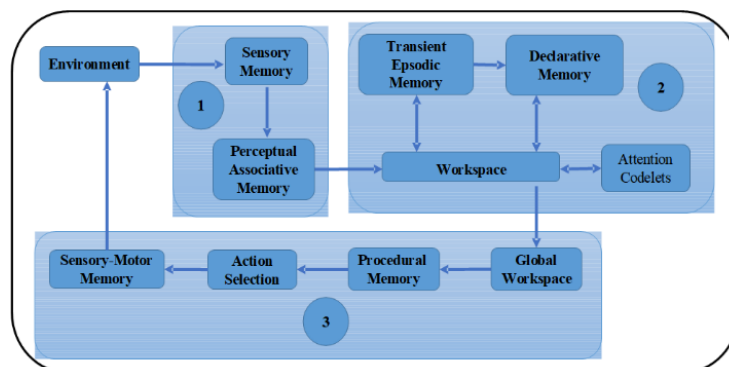 Environment
Sensory
Memory
1
Perceptual
Associative
Memory
Transient
Epsodic
Memory
Declarative
Memory
2
Workspace
Attention
Codelets
Sensory-Motor
Memory
Action
Selection
Procedural
Memory
Global
Workspace
3